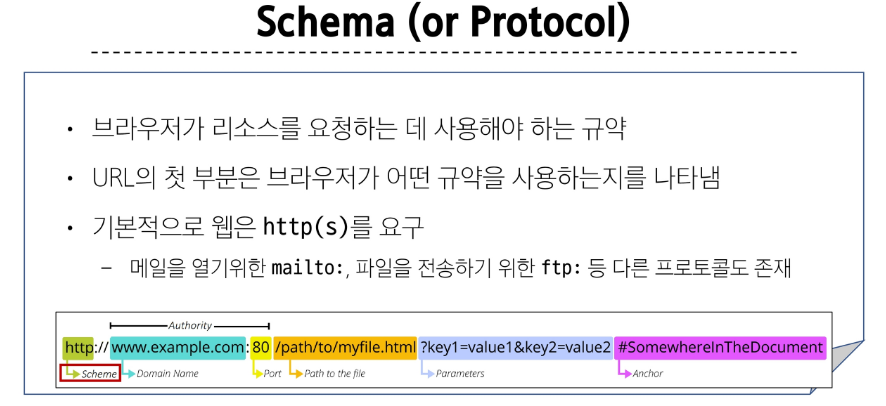 Schema (or Protocol)
• 브라우저가 리소스를 요청하는 데 사용해야 하는 규약
• URL의 첫 부분은 브라우저가 어떤 규약을 사용하는지를 나타냄
• 기본적으로 웹은 http(s)를 요구
– 메일을 열기위한 mailto:, 파일을 전송하기 위한 ftp: 등 다른 프로토콜도 존재
Authority
http://www.example.com:80/path/to/myfile.html?key1=value1&key2=value2#SomewhereInTheDocument
Scheme Domain Name Port Path to the file Parameters Anchor